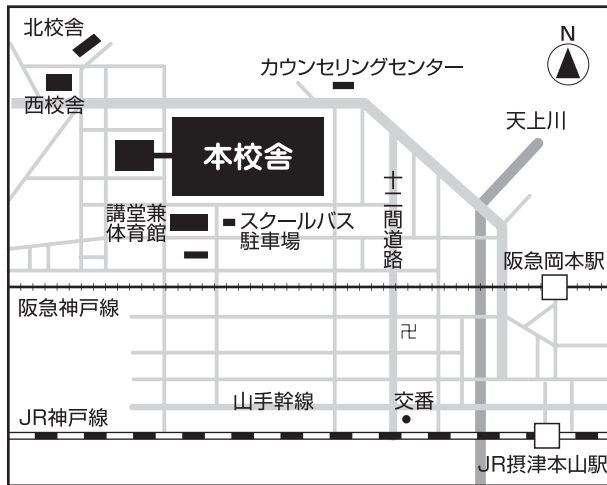 北校舎
西校舎
カウンセリングセンター
N
天上川
本校舎
講堂兼
体育館
スクールバス
駐車場
十二間道路
阪急岡本駅
阪急神戸線
卍
山手幹線
交番
JR神戸線
JR摂津本山駅